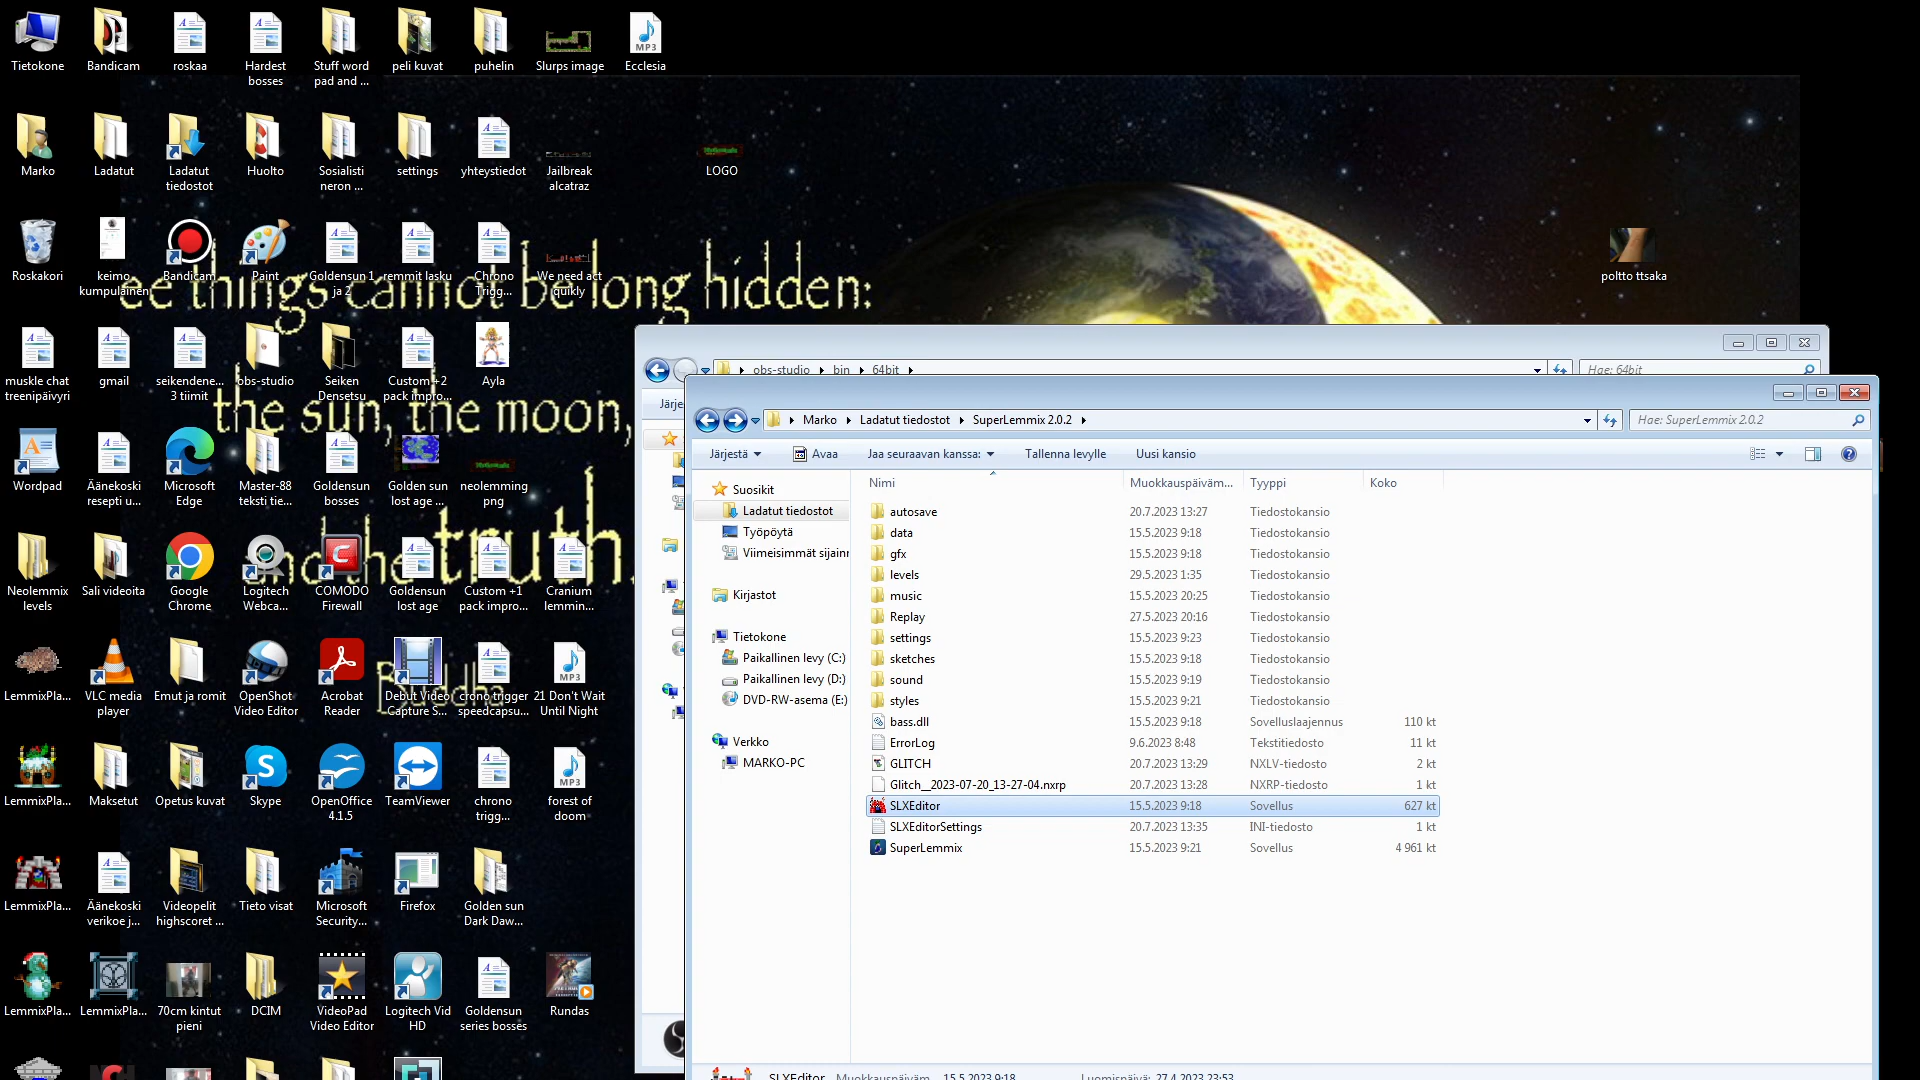 Tietokone
Bandicam
roskaa
Hardest
bosses
Stuff word
pad and ...
peli kuvat
puhelin
Slurps image
Ecclesia
Marko
Ladatut
Ladatut
tiedostot
Huolto
Sosialisti
neron ...
settings
yhteystiedot
Jailbreak
alcatraz
LOGO
Roskakori
keimo
kumpulainen
Bandicam
Paint
Goldensun 1
ja 2
remmit lasku
Chrono
Trigg...
We need act
quickly
poltto ttsaka
ee things cannot be long hidden:
the sun, the moon,
and the truth.
Buddha
muskle chat
treenipäivyri
gmail
seikendene...
3 tiimit
obs-studio
Seiken
Densetsu
Custom +2
pack impro...
Ayla
Wordpad
Äänekoski
resepti u...
Microsoft
Edge
Master-88
teksti tie...
Goldensun
bosses
Golden sun
lost age ...
neolemming
png
Neolemmix
levels
Sali videoita
Google
Chrome
Logitech
Webca...
COMODO
Firewall
Goldensun
lost age
Custom +1
pack impro...
Cranium
lemmin...
LemmixPla...
VLC media
player
Emut ja romit
OpenShot
Video Editor
Acrobat
Reader
Debut Video
Capture S...
crono trigger
speedcapsu...
21 Don't Wait
Until Night
LemmixPla...
Maksetut
Opetus kuvat
Skype
OpenOffice
4.1.5
TeamViewer
chrono
trigg...
forest of
doom
LemmixPla...
Äänekoski
verikoe j...
Videopelit
highscoret ...
Tieto visat
Microsoft
Security...
Firefox
Golden sun
Dark Daw...
LemmixPla...
LemmixPla...
70cm kintut
pieni
DCIM
VideoPad
Video Editor
Logitech Vid
HD
Goldensun
series bosses
Rundas
obs-studio
bin
64bit
Hae: 64bit
Järje
Marko
Ladatut tiedostot
SuperLemmix 2.0.2
Hae: SuperLemmix 2.0.2
Järjestä
Avaa
Jaa seuraavan kanssa:
Tallenna levylle
Uusi kansio
Suosikit
Ladatut tiedostot
Työpöytä
Viimeisimmät sijainn
Kirjastot
Tietokone
Paikallinen levy (C:)
Paikallinen levy (D:)
DVD-RW-asema (E:)
Verkko
MARKO-PC
Nimi Muokkauspäiväm... Tyyppi Koko
autosave 20.7.2023 13:27 Tiedostokansio
data 15.5.2023 9:18 Tiedostokansio
gfx 15.5.2023 9:18 Tiedostokansio
levels 29.5.2023 1:35 Tiedostokansio
music 15.5.2023 20:25 Tiedostokansio
Replay 27.5.2023 20:16 Tiedostokansio
settings 15.5.2023 9:23 Tiedostokansio
sketches 15.5.2023 9:18 Tiedostokansio
sound 15.5.2023 9:19 Tiedostokansio
styles 15.5.2023 9:21 Tiedostokansio
bass.dll 15.5.2023 9:18 Sovelluslaajennus 110 kt
ErrorLog 9.6.2023 8:48 Tekstitiedosto 11 kt
GLITCH 20.7.2023 13:29 NXLV-tiedosto 2 kt
Glitch__2023-07-20_13-27-04.nxrp 20.7.2023 13:28 NXRP-tiedosto 1 kt
SLXEditor 15.5.2023 9:18 Sovellus 627 kt
SLXEditorSettings 20.7.2023 13:35 INI-tiedosto 1 kt
SuperLemmix 15.5.2023 9:21 Sovellus 4 961 kt
SLXEditor Muokkauspäiväm... 15.5.2023 9:18 Luomispäivä: 27.4.2023 23:53